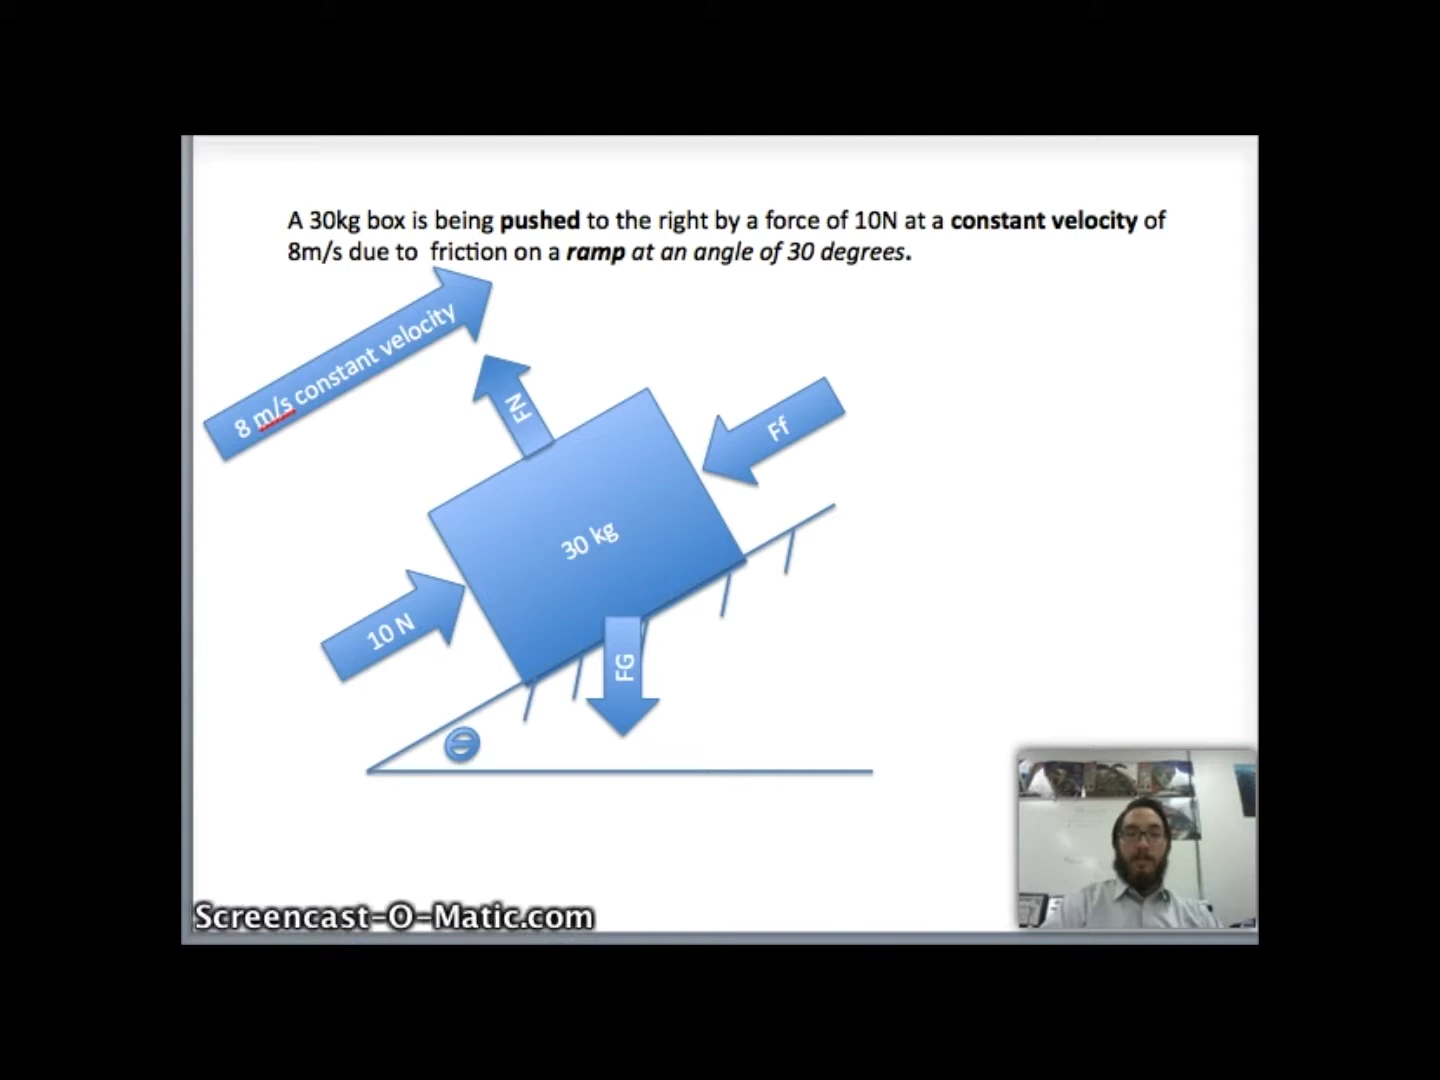 A 30kg box is being pushed to the right by a force of 10N at a constant velocity of
8m/s due to  friction on a ramp at an angle of 30 degrees.
8 m/s constant velocity
FN
Ff
30 kg
10 N
FG
Θ
Screencast-O-Matic.com